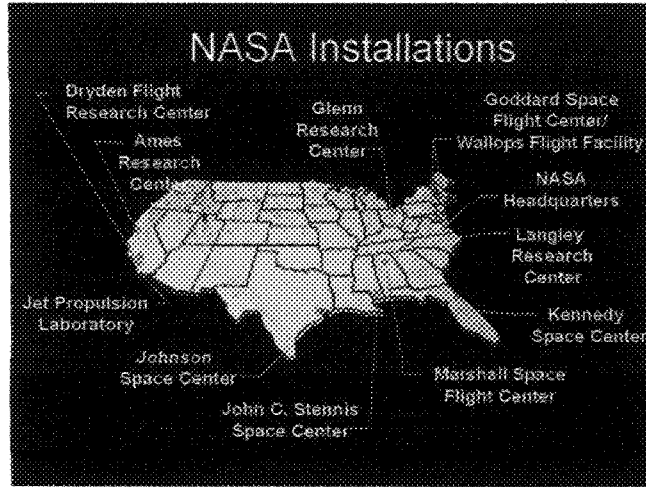 NASA Installations
Dryden Flight
Research Center
Ames
Research
Center
Glenn
Research
Center
Goddard Space
Flight Center/
Wallops Flight Facility
NASA
Headquarters
Langley
Research
Center
Jet Propulsion
Laboratory
Kennedy
Space Center
Johnson
Space Center
Marshall Space
Flight Center
John C. Stennis
Space Center